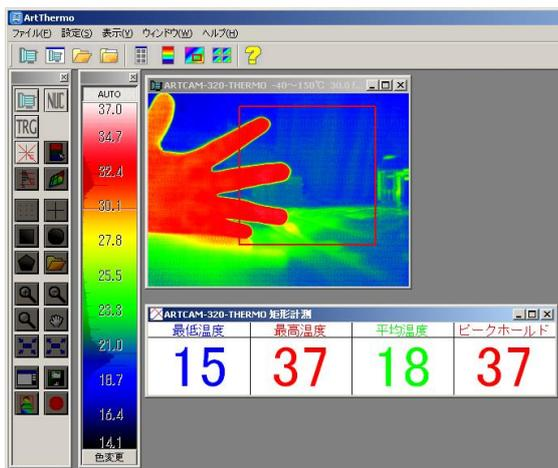 ArtThermo
ファイル(F) 設定(S) 表示(V) ウィンドウ(W) ヘルプ(H)
NUC
TRG
AUTO
37.0
34.7
32.4
30.1
27.8
25.5
23.3
21.0
18.7
16.4
14.1
色変更
ARTCAM-320-THERMO -40～150℃ 30.0
ARTCAM-320-THERMO 矩形計測
最低温度 最高温度 平均温度 ピークホールド
15 37 18 37